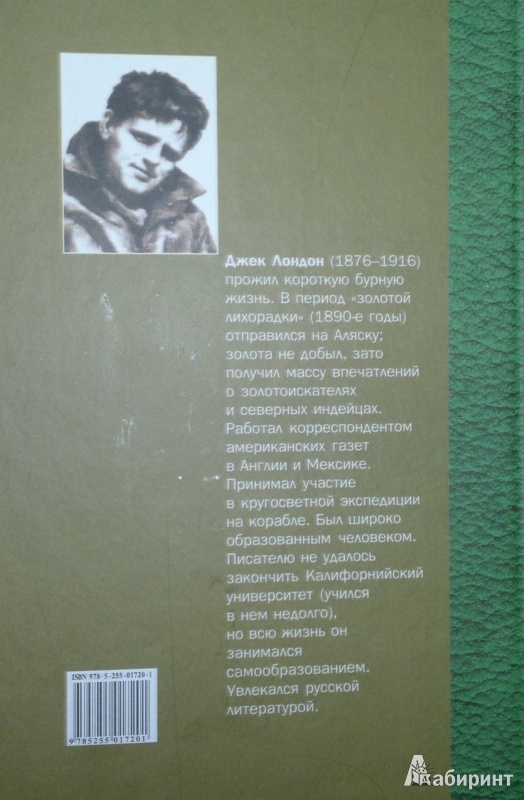 Джек Лондон (1876–1916)
прожил короткую бурную
жизнь. В период «золотой
лихорадки» (1890-е годы)
отправился на Аляску;
золота не добыл, зато
получил массу впечатлений
о золотоискателях
и северных индейцах.
Работал корреспондентом
американских газет
в Англии и Мексике.
Принимал участие
в кругосветной экспедиции
на корабле. Был широко
образованным человеком.
Писателю не удалось
закончить Калифорнийский
университет (учился
в нем недолго),
но всю жизнь он
занимался
самообразованием.
Увлекался русской
литературой.
ISBN 978-5-255-01720-1
9 785255 017201
Лабиринт